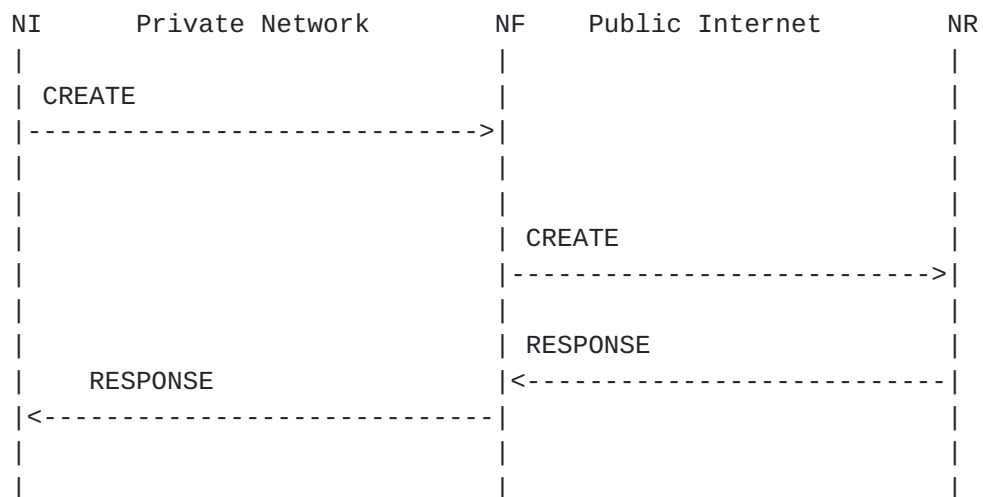 NI Private Network NF Public Internet NR
CREATE
CREATE
RESPONSE
RESPONSE